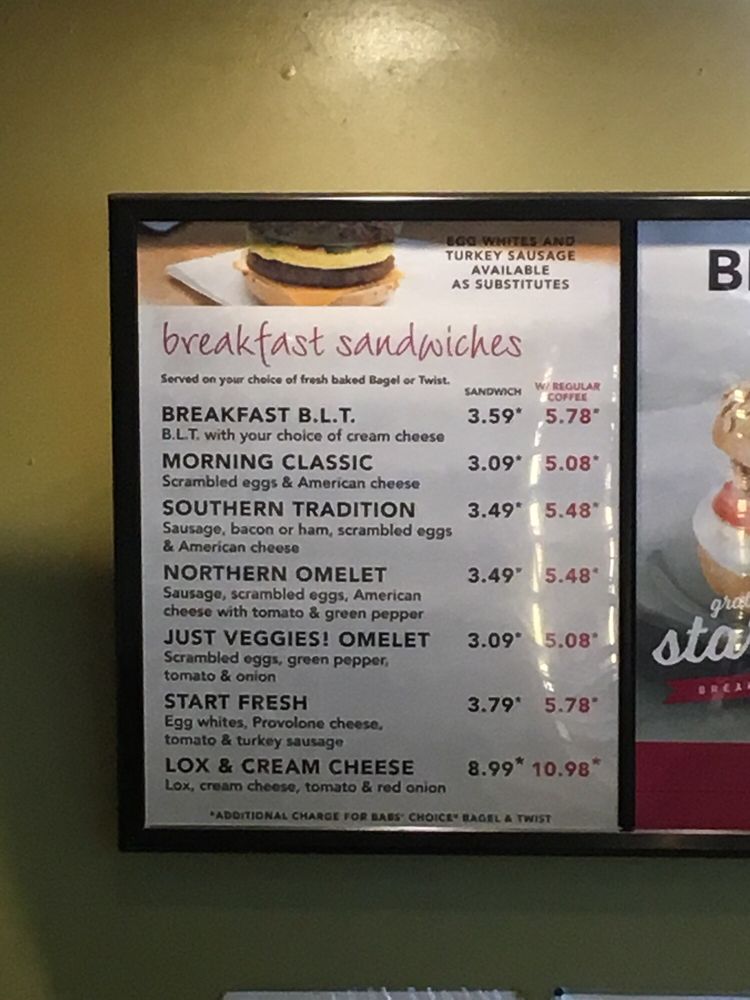 EGG WHITES AND
TURKEY SAUSAGE
AVAILABLE
AS SUBSTITUTES
breakfast sandwiches
Served on your choice of fresh baked Bagel or Twist.
SANDWICH W/ REGULAR COFFEE
BREAKFAST B.L.T. 3.59* 5.78*
B.L.T. with your choice of cream cheese
MORNING CLASSIC 3.09* 5.08*
Scrambled eggs & American cheese
SOUTHERN TRADITION 3.49* 5.48*
Sausage, bacon or ham, scrambled eggs
& American cheese
NORTHERN OMELET 3.49* 5.48*
Sausage, scrambled eggs, American
cheese with tomato & green pepper
JUST VEGGIES! OMELET 3.09* 5.08*
Scrambled eggs, green pepper,
tomato & onion
START FRESH 3.79* 5.78*
Egg whites, Provolone cheese,
tomato & turkey sausage
LOX & CREAM CHEESE 8.99* 10.98*
Lox, cream cheese, tomato & red onion
*ADDITIONAL CHARGE FOR BABS' CHOICE* BAGEL & TWIST